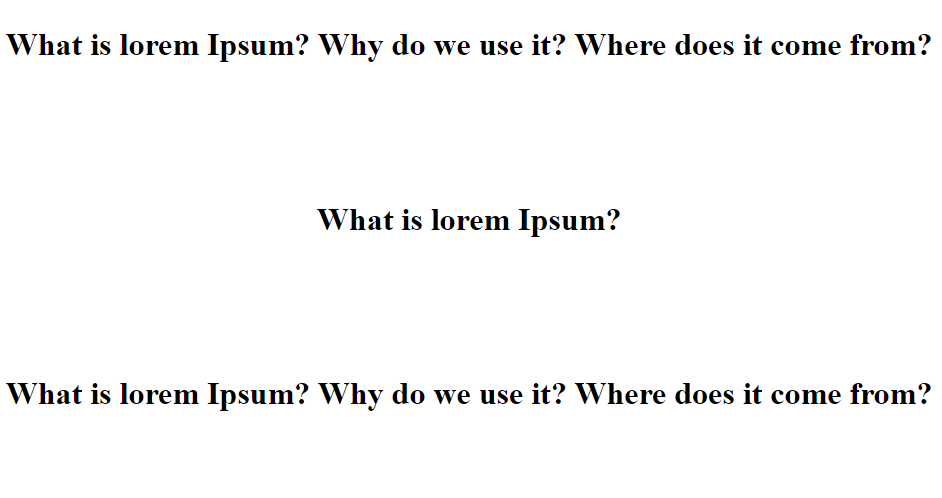 What is lorem Ipsum? Why do we use it? Where does it come from?
What is lorem Ipsum?
What is lorem Ipsum? Why do we use it? Where does it come from?